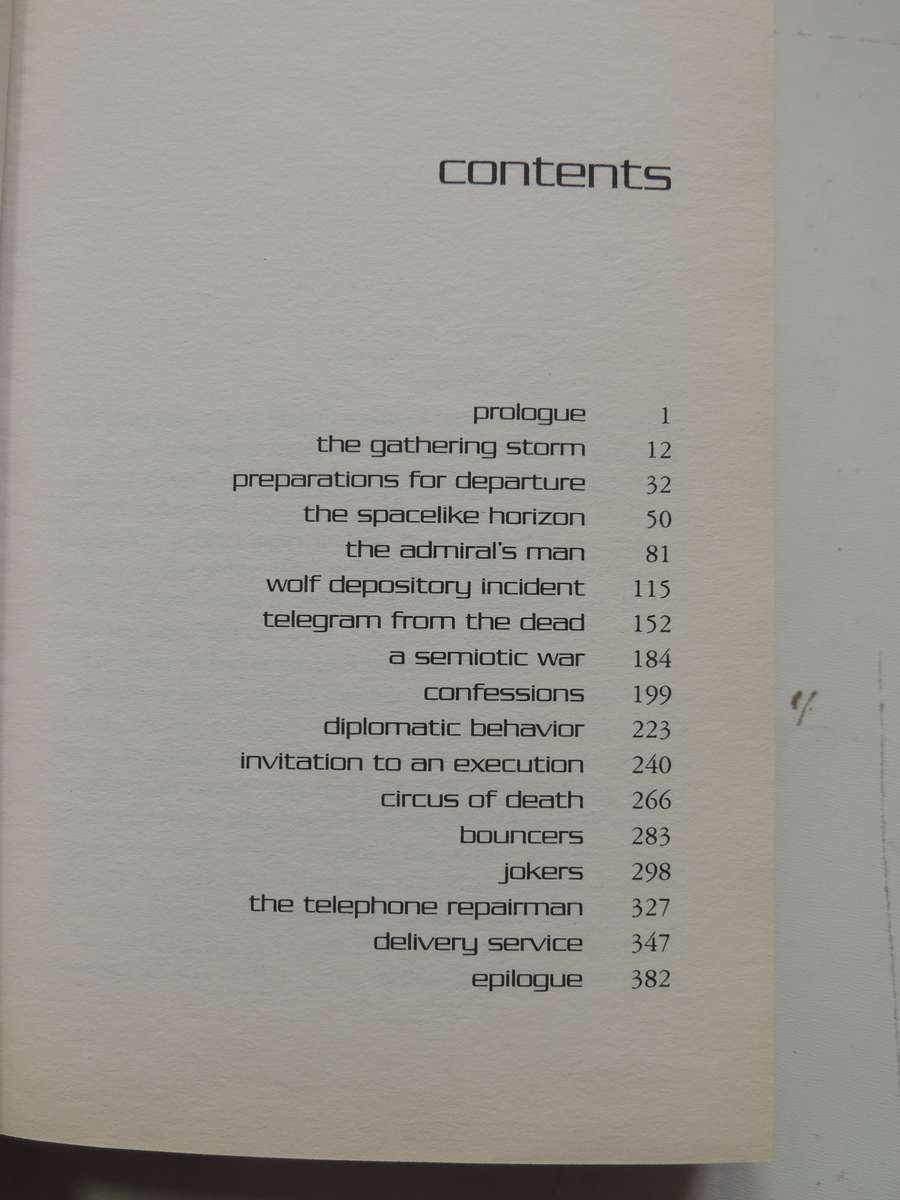 contents
prologue 1
the gathering storm 12
preparations for departure 32
the spacelike horizon 50
the admiral's man 81
wolf depository incident 115
telegram from the dead 152
a semiotic war 184
confessions 199
diplomatic behavior 223
invitation to an execution 240
circus of death 266
bouncers 283
jokers 298
the telephone repairman 327
delivery service 347
epilogue 382